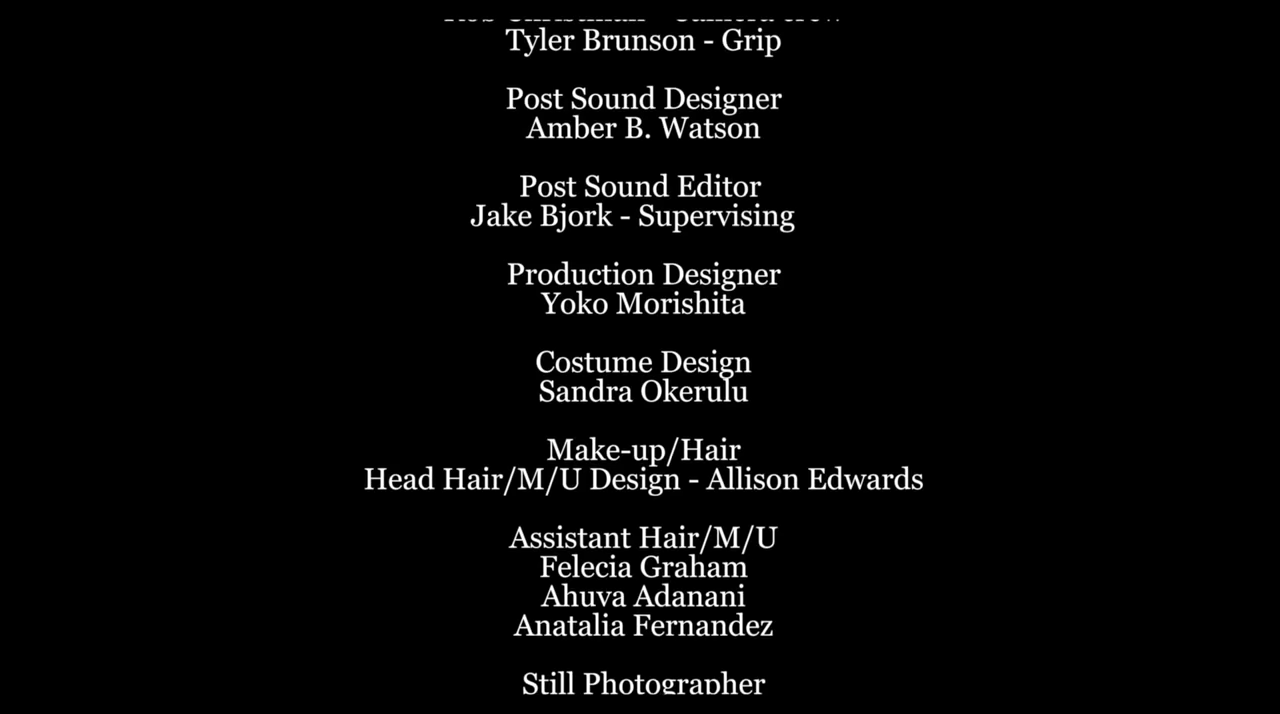 Tyler Brunson - Grip
Post Sound Designer
Amber B. Watson
Post Sound Editor
Jake Bjork - Supervising
Production Designer
Yoko Morishita
Costume Design
Sandra Okerulu
Make-up/Hair
Head Hair/M/U Design - Allison Edwards
Assistant Hair/M/U
Felecia Graham
Ahuva Adanani
Anatalia Fernandez
Still Photographer